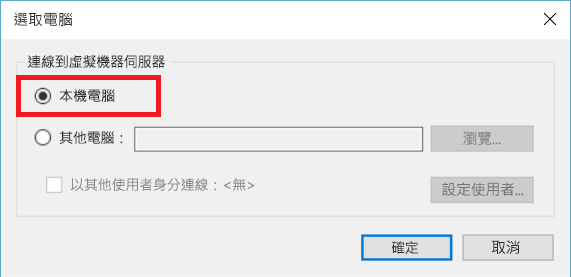 選取電腦
連線到虛擬機器伺服器
本機電腦
其他電腦：
瀏覽...
以其他使用者身分連線：<無>
設定使用者...
確定
取消